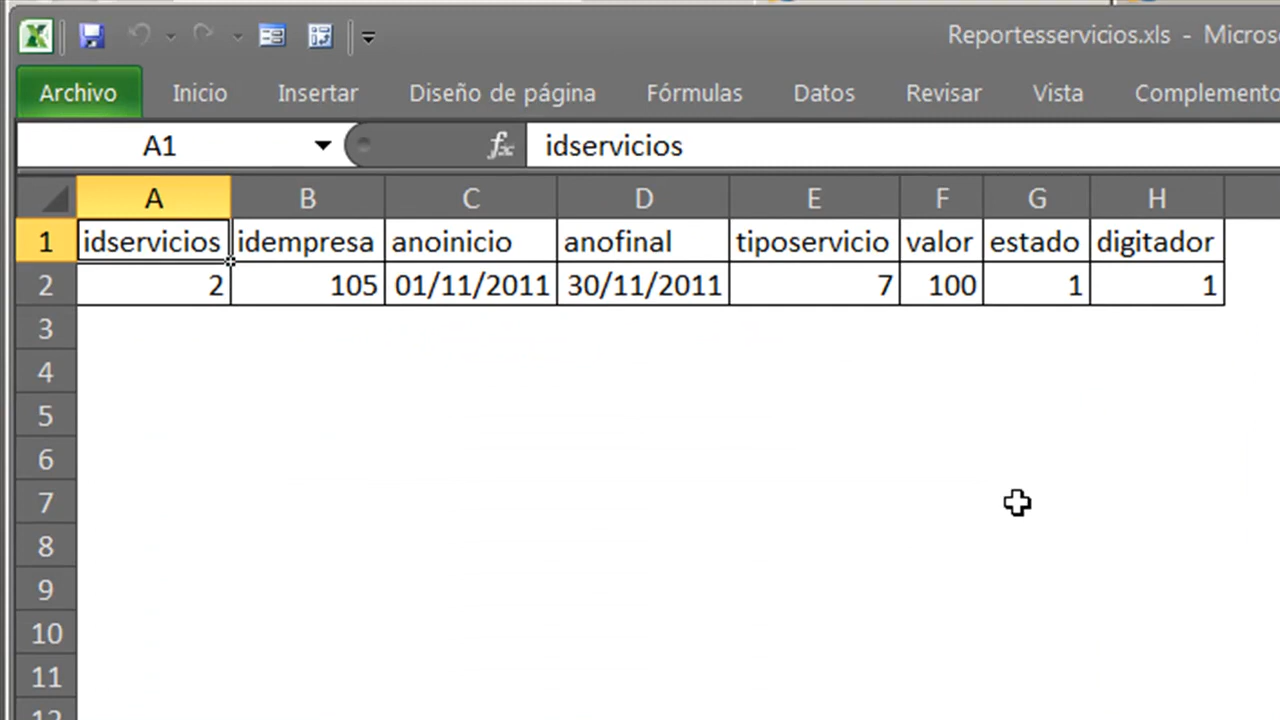 Reportesservicios.xls - Micros
Archivo Inicio Insertar Diseño de página Fórmulas Datos Revisar Vista Complemento
A1 fx idservicios
A B C D E F G H
1 idservicios idempresa anoinicio anofinal tiposervicio valor estado digitador
2 2 105 01/11/2011 30/11/2011 7 100 1 1
3
4
5
6
7
8
9
10
11
12